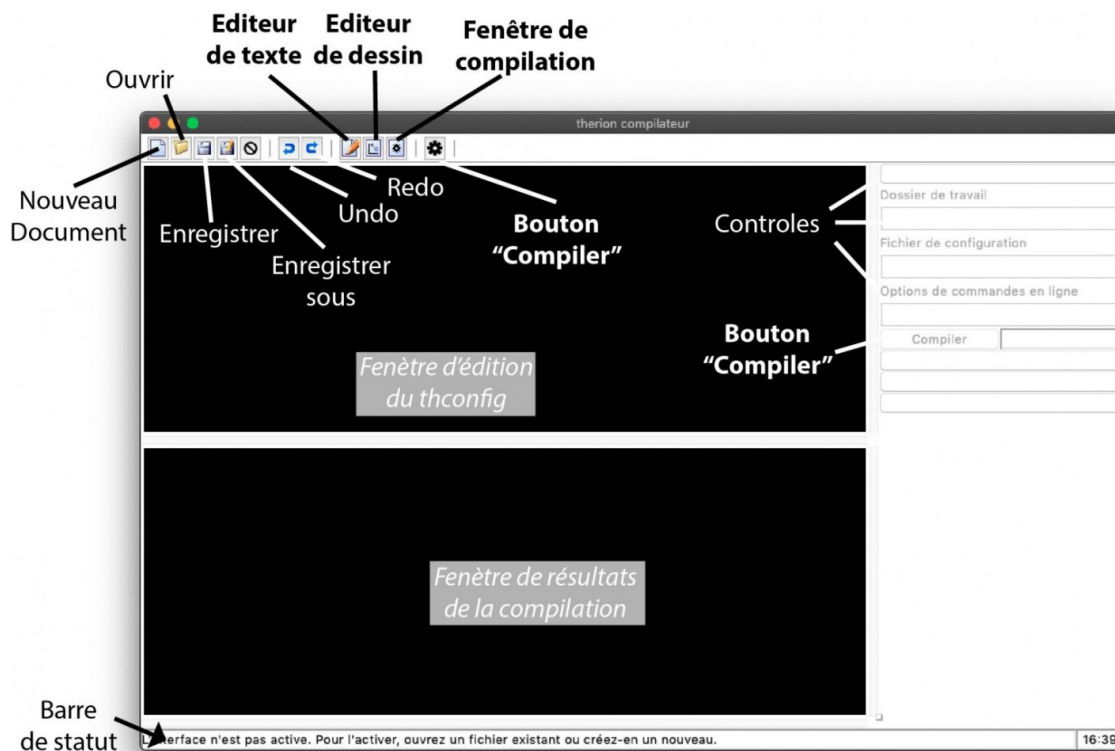 Editeur
de texte
Editeur
de dessin
Fenêtre de
compilation
Ouvrir
therion compilateur
Nouveau
Document
Enregistrer
Undo
Redo
Enregistrer
sous
Bouton
“Compiler”
Controles
Dossier de travail
Fichier de configuration
Options de commandes en ligne
Bouton
“Compiler”
Compiler
Fenètre d'édition
du thconfig
Fenètre de résultats
de la compilation
Barre
de statut
terface n'est pas active. Pour l'activer, ouvrez un fichier existant ou créez-en un nouveau.
16:39